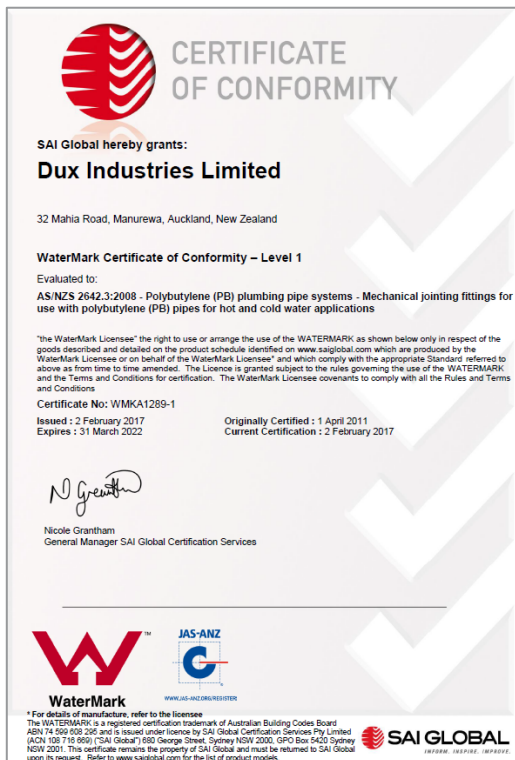 CERTIFICATE
OF CONFORMITY
SAI Global hereby grants:
Dux Industries Limited
32 Mahia Road, Manurewa, Auckland, New Zealand
WaterMark Certificate of Conformity – Level 1
Evaluated to:
AS/NZS 2642.3:2008 - Polybutylene (PB) plumbing pipe systems - Mechanical jointing fittings for
use with polybutylene (PB) pipes for hot and cold water applications
"the WaterMark Licensee" the right to use or arrange the use of the WATERMARK as shown below only in respect of the
goods described and detailed on the product schedule identified on www.saiglobal.com which are produced by the
WaterMark Licensee or on behalf of the WaterMark Licensee* and which comply with the appropriate Standard referred to
above as from time to time amended. The Licence is granted subject to the rules governing the use of the WATERMARK
and the Terms and Conditions for certification. The WaterMark Licensee covenants to comply with all the Rules and Terms
and Conditions
Certificate No: WMKA1289-1
Issued : 2 February 2017 Originally Certified : 1 April 2011
Expires : 31 March 2022 Current Certification : 2 February 2017
Nicole Grantham
General Manager SAI Global Certification Services
TM
WaterMark
JAS-ANZ
WWW.JAS-ANZ.ORG/REGISTER
* For details of manufacture, refer to the licensee
The WATERMARK is a registered certification trademark of Australian Building Codes Board
ABN 74 599 608 295 and is issued under licence by SAI Global Certification Services Pty Limited
(ACN 108 716 669) ("SAI Global") 680 George Street, Sydney NSW 2000, GPO Box 5420 Sydney
NSW 2001. This certificate remains the property of SAI Global and must be returned to SAI Global
upon its request. Refer to www.saiglobal.com for the list of product models
SAI GLOBAL
INFORM. INSPIRE. IMPROVE.